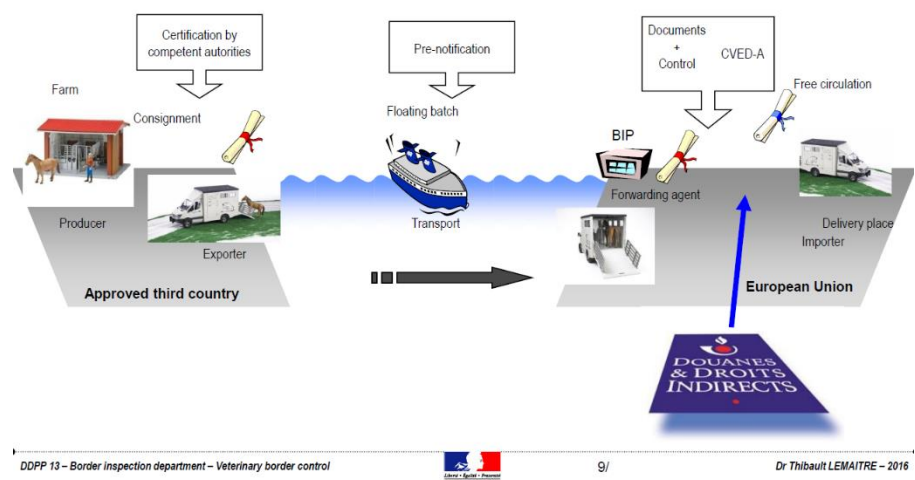 Certification by
competent autorities
Pre-notification
Documents
+
Control
CVED-A
Farm
Consignment
Floating batch
Free circulation
BIP
Forwarding agent
Producer
Exporter
Transport
Delivery place
Importer
Approved third country
European Union
DOUANES
& DROITS
INDIRECTS
DDPP 13 – Border inspection department – Veterinary border control
9/
Dr Thibault LEMAITRE – 2016